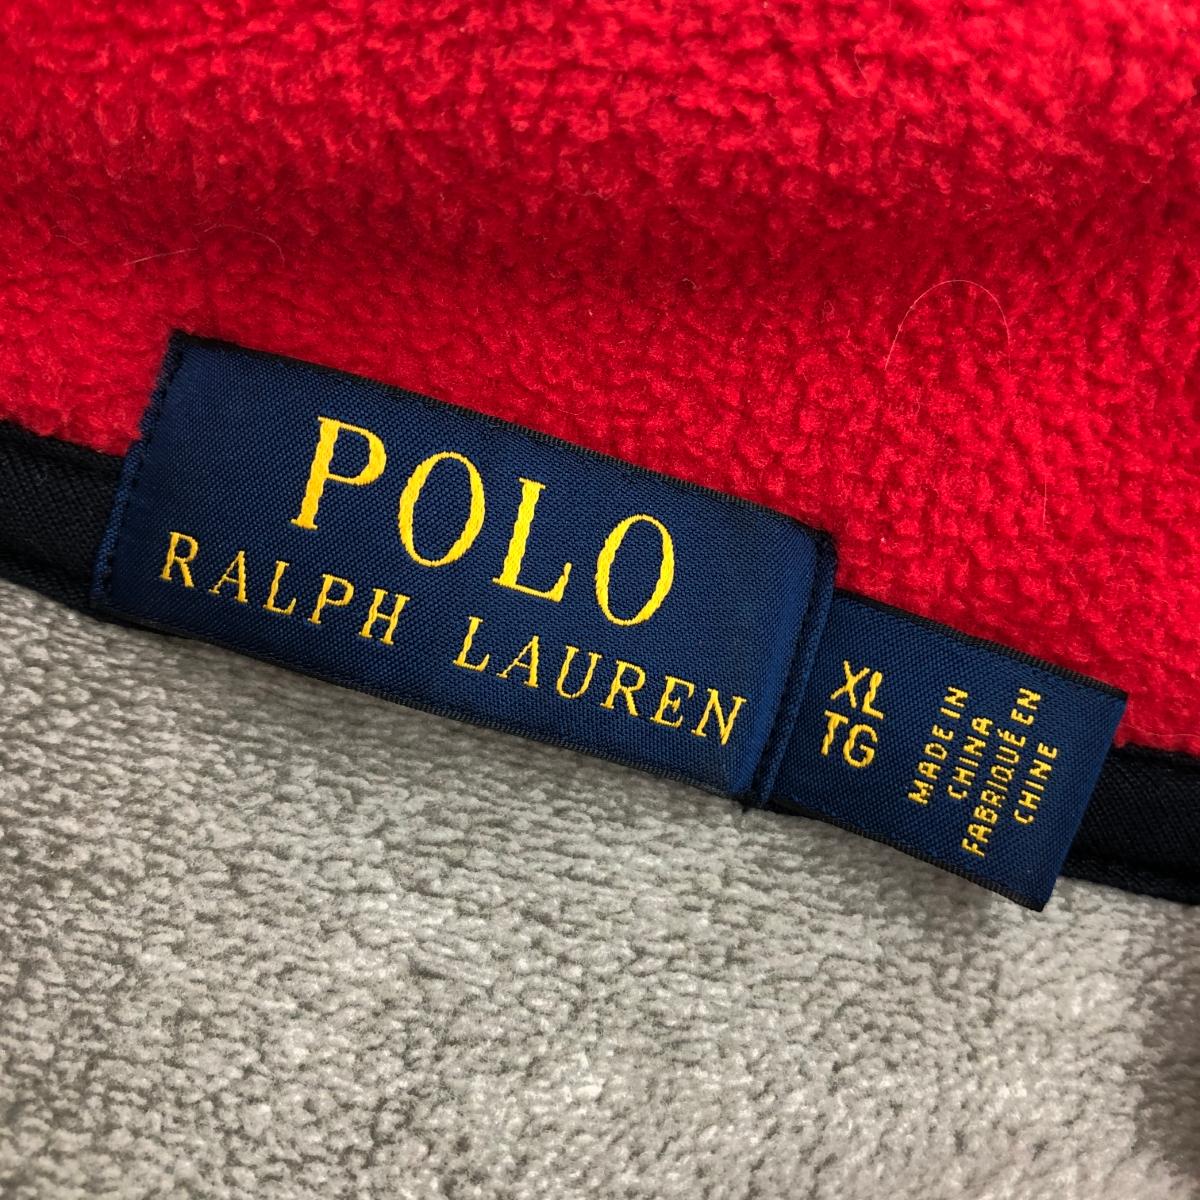 POLO
RALPH LAUREN
XL
TG
MADE IN
CHINA
FABRIQUÉ EN
CHINE